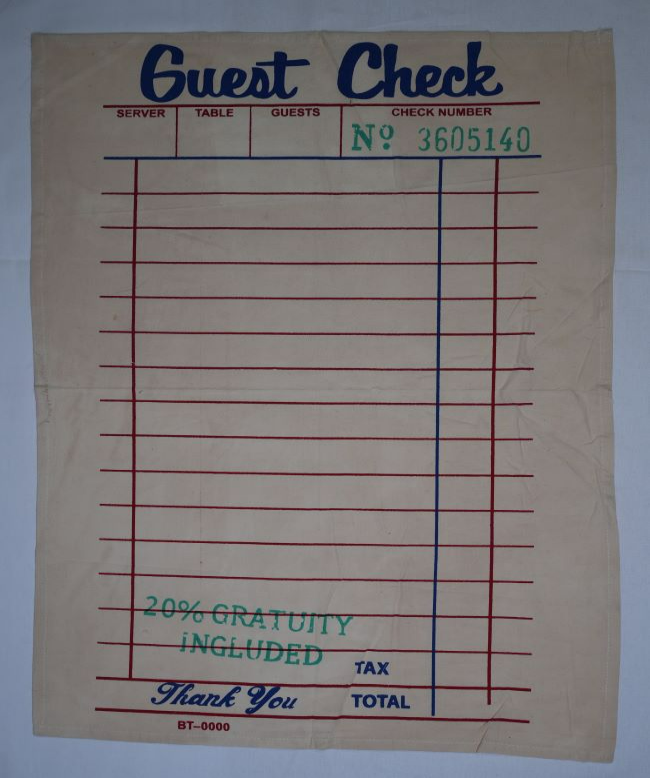 Guest Check
SERVER TABLE GUESTS CHECK NUMBER
Nº 3605140
20% GRATUITY
INCLUDED
TAX
Thank You TOTAL
BT-0000